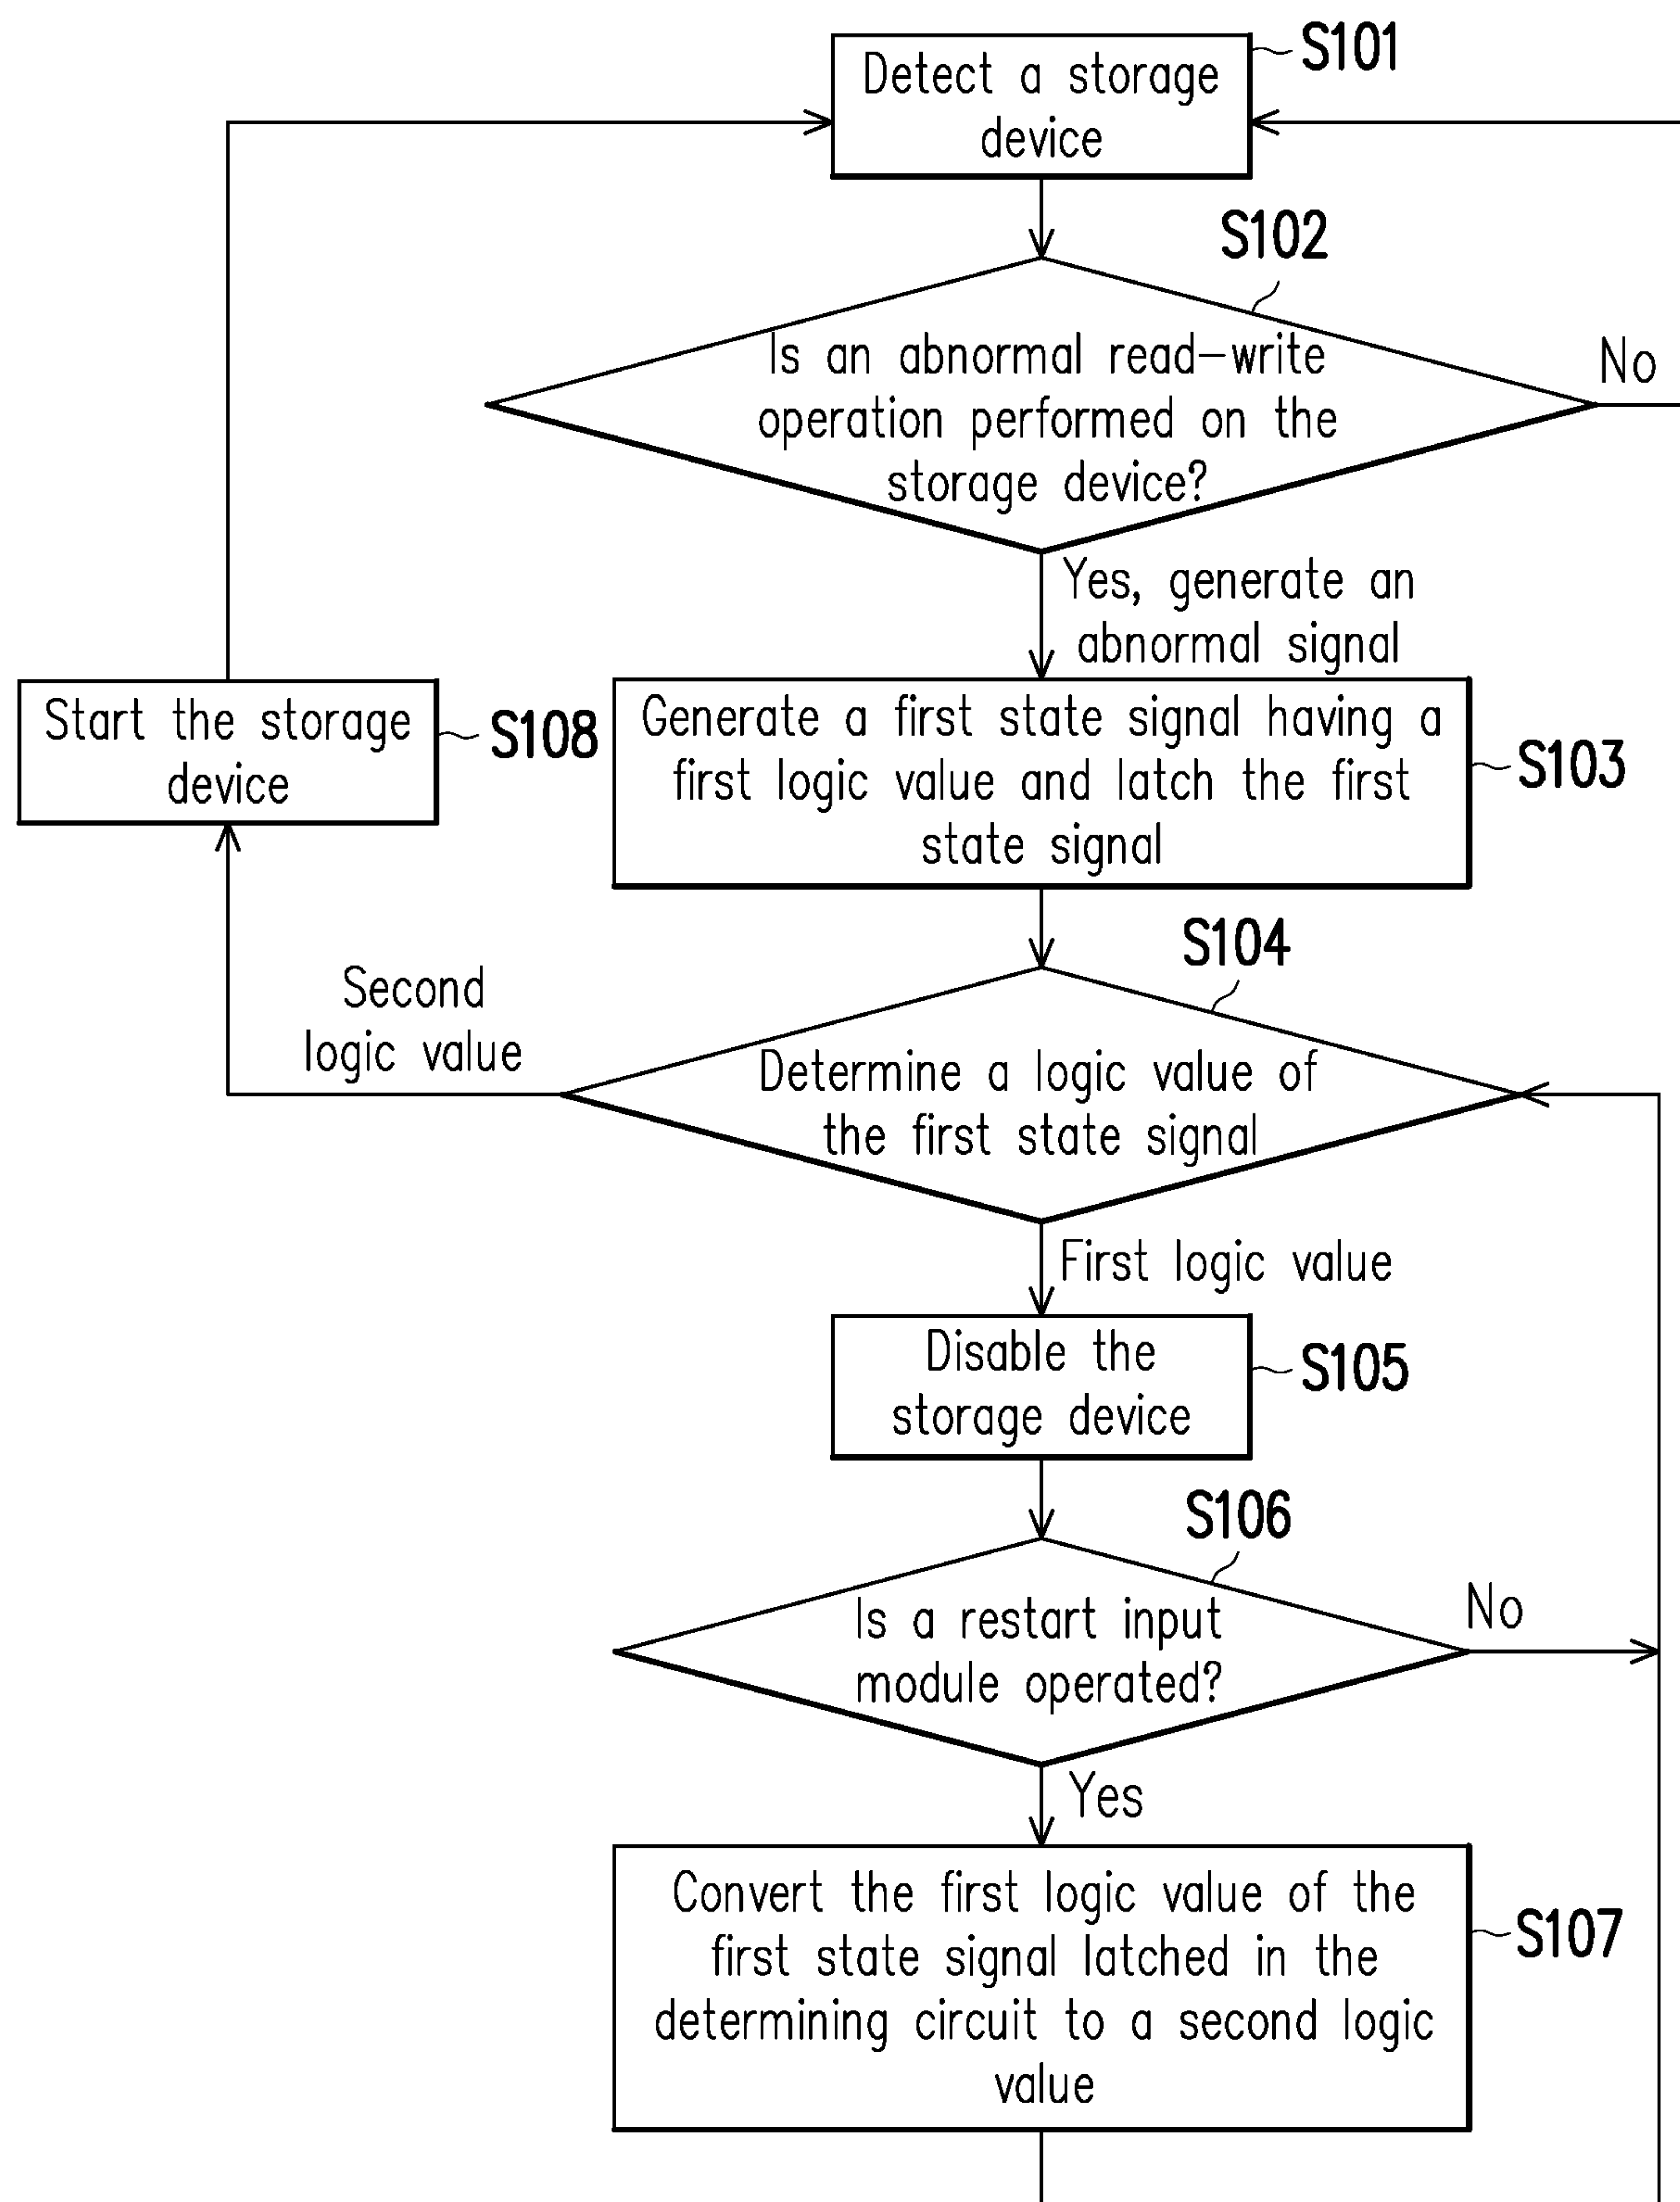 Detect a storage
device
S101
S102
Is an abnormal read-write
operation performed on the
storage device?
No
Yes, generate an
abnormal signal
Start the storage
device
S108
Generate a first state signal having a
first logic value and latch the first
state signal
S103
S104
Second
logic value
Determine a logic value of
the first state signal
First logic value
Disable the
storage device
S105
S106
Is a restart input
module operated?
No
Yes
Convert the first logic value of the
first state signal latched in the
determining circuit to a second logic
value
S107